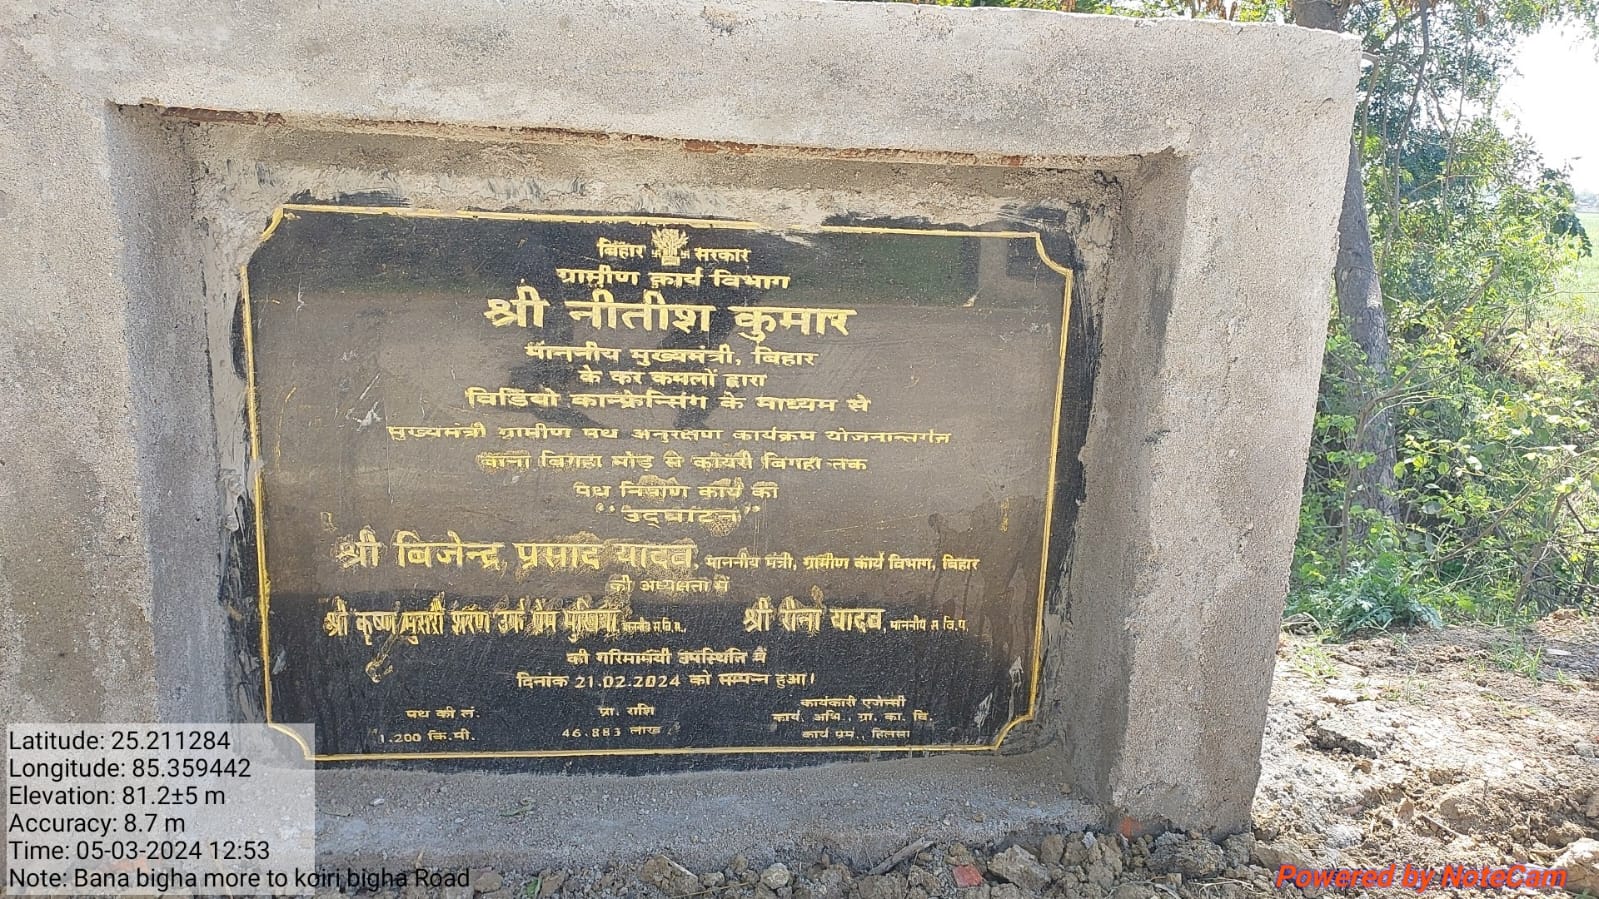 बिहार सरकार
ग्रामीण कार्य विभाग
श्री नीतीश कुमार
माननीय मुख्यमंत्री, बिहार
के कर कमलों द्वारा
विडियो कान्फ्रेन्सिंग के माध्यम से
मुख्यमंत्री ग्रामीण पथ अनुरक्षण कार्यक्रम योजनान्तर्गत
बाना बिगहा मोड़ से कोयरी बिगहा तक
पथ निर्माण कार्य का
"उद्घाटन"
श्री बिजेन्द्र प्रसाद यादव, माननीय मंत्री, ग्रामीण कार्य विभाग, बिहार
की अध्यक्षता में
श्री कृष्ण मुरारी शरण उर्फ प्रेम मुखिया, माननीय स.वि.स., श्री रीना यादव, माननीय स.वि.प.
की गरिमामयी उपस्थिति में
दिनांक 21.02.2024 को सम्पन्न हुआ।
पथ की लं. प्रा. राशि कार्यकारी एजेन्सी
1.200 कि.मी. 46.883 लाख कार्य. अभि., ग्रा. का. वि.
कार्य प्रम., हिलसा
Latitude: 25.211284
Longitude: 85.359442
Elevation: 81.2±5 m
Accuracy: 8.7 m
Time: 05-03-2024 12:53
Note: Bana bigha more to koiri bigha Road
Powered by NoteCam